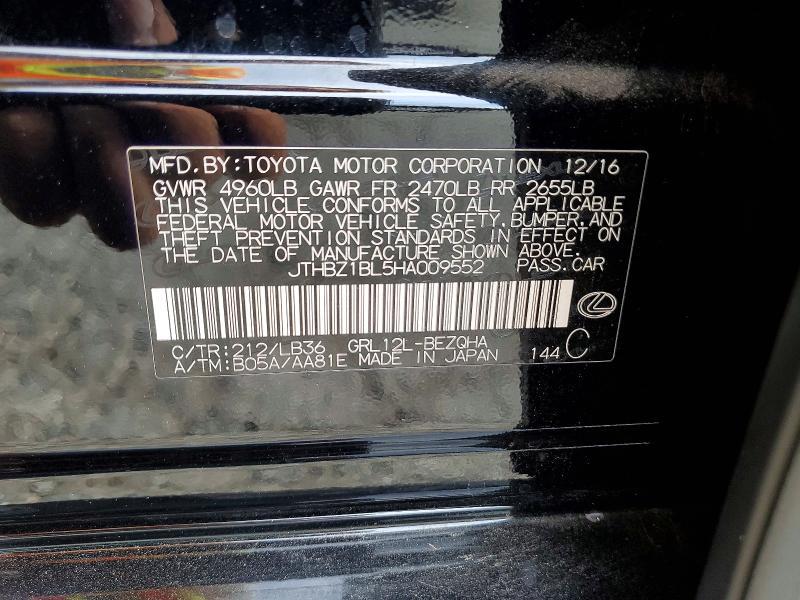 MFD. BY: TOYOTA MOTOR CORPORATION 12/16
GVWR 4960LB GAWR FR 2470LB RR 2655LB
THIS VEHICLE CONFORMS TO ALL APPLICABLE
FEDERAL MOTOR VEHICLE SAFETY, BUMPER, AND
THEFT PREVENTION STANDARDS IN EFFECT ON
THE DATE OF MANUFACTURE SHOWN ABOVE.
JTHBZ1BL5HA009552 PASS. CAR
C/TR: 212/LB36 GRL12L-BEZQHA
A/TM: B05A/AA81E MADE IN JAPAN 144 C